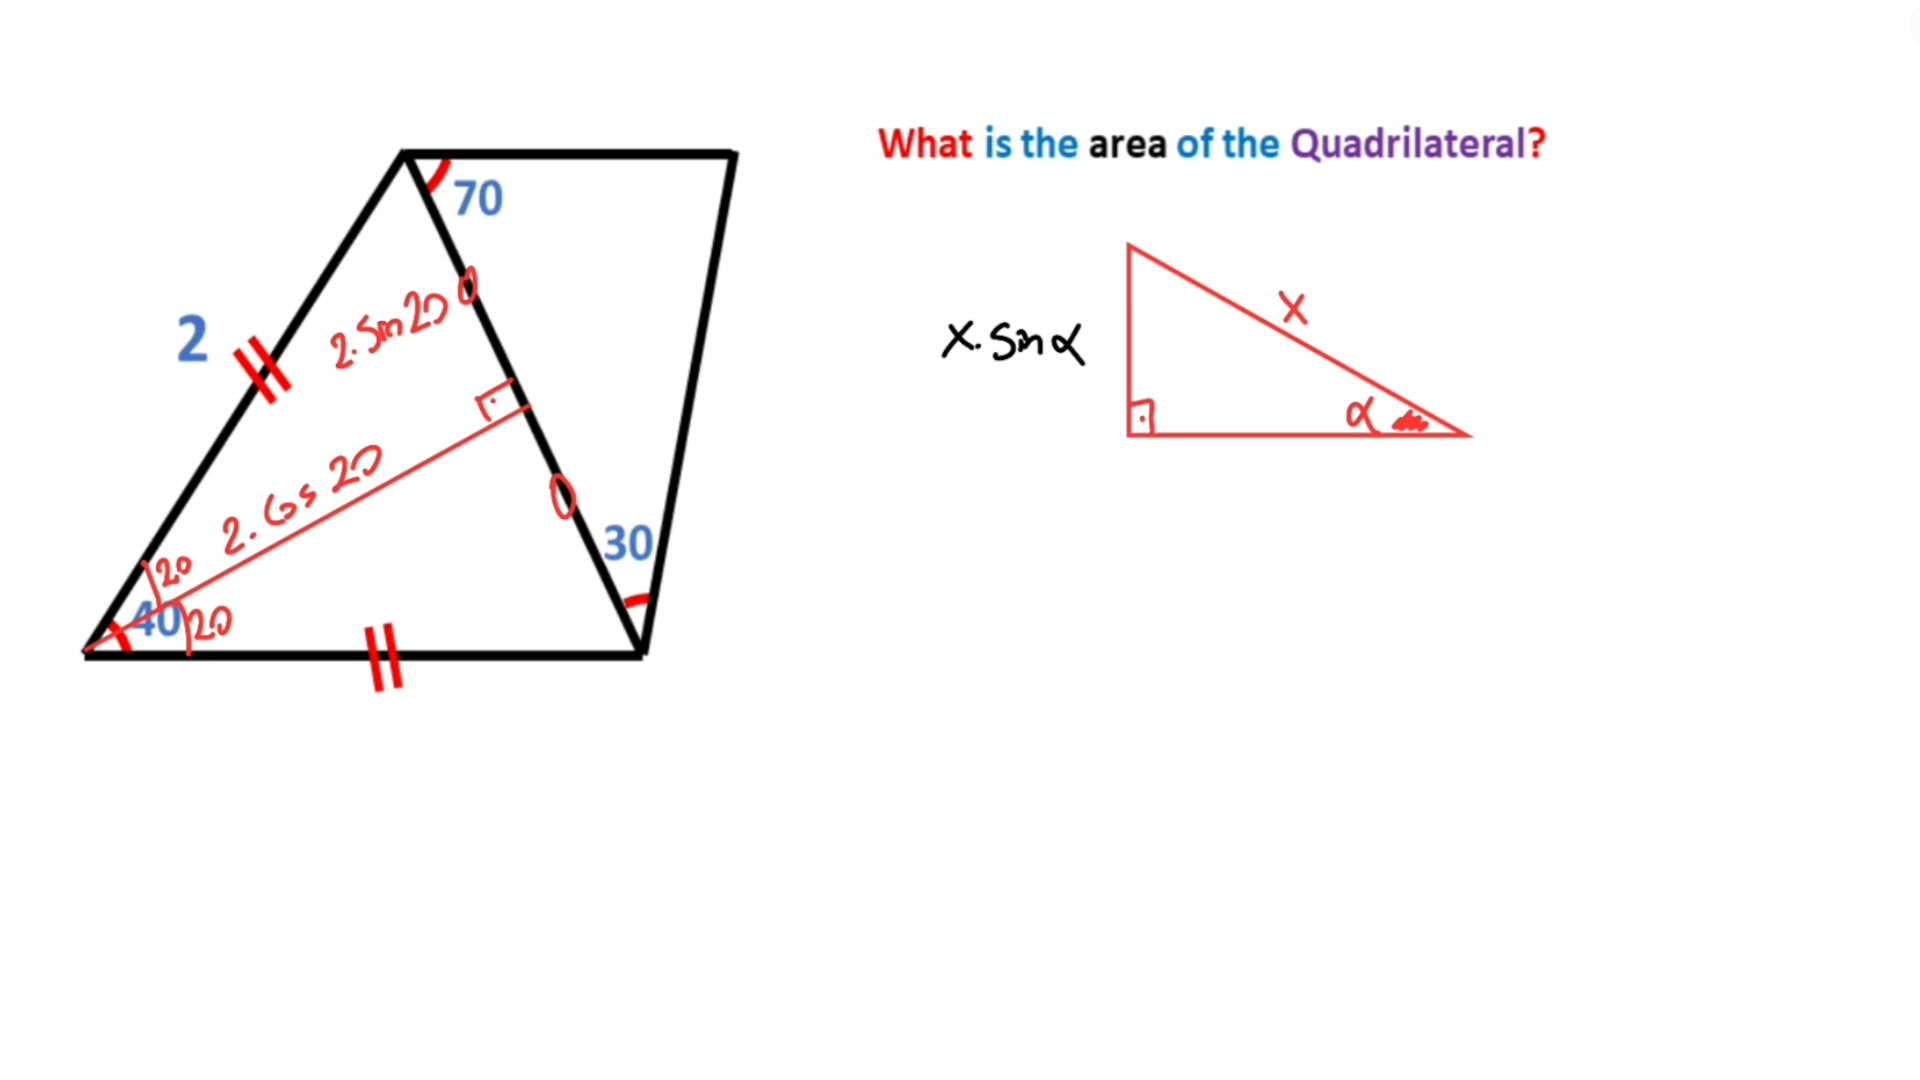 What is the area of the Quadrilateral?
70
2
2.Sin20
x
x.Sinα
α
2.Cos20
30
20
40
20